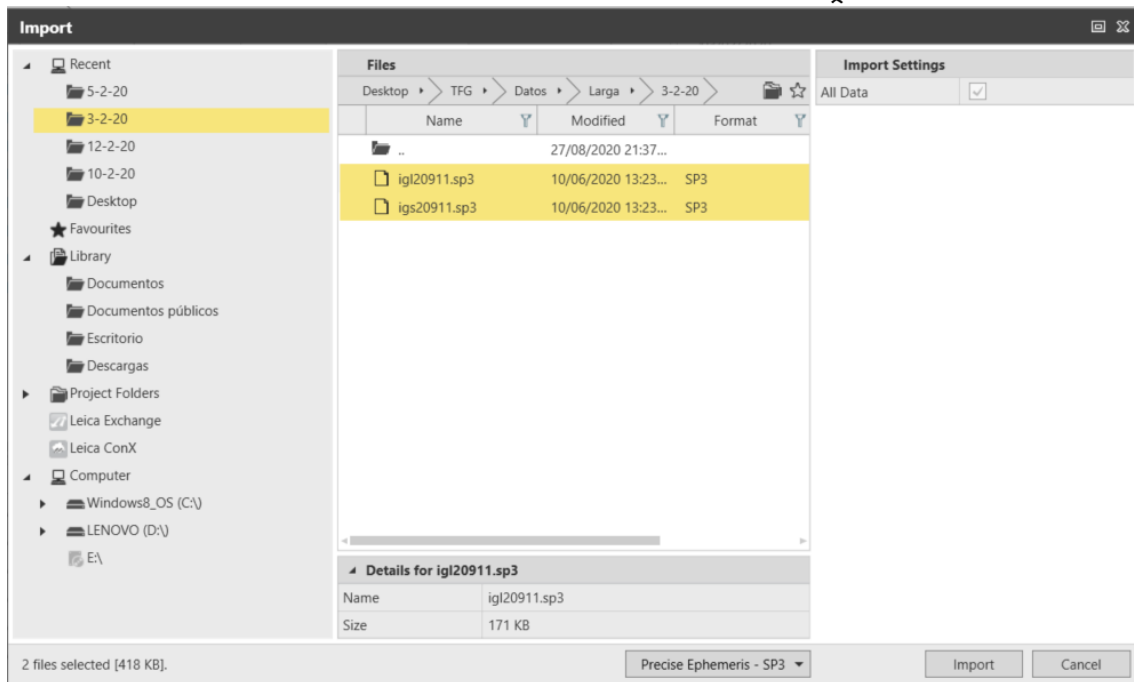 Import
Recent
5-2-20
3-2-20
12-2-20
10-2-20
Desktop
Favourites
Library
Documentos
Documentos públicos
Escritorio
Descargas
Project Folders
Leica Exchange
Leica ConX
Computer
Windows8_OS (C:\)
LENOVO (D:\)
E:\
Files
Desktop TFG Datos Larga 3-2-20
Name Modified Format
.. 27/08/2020 21:37...
igl20911.sp3 10/06/2020 13:23... SP3
igs20911.sp3 10/06/2020 13:23... SP3
Details for igl20911.sp3
Name igl20911.sp3
Size 171 KB
Import Settings
All Data
2 files selected [418 KB].
Precise Ephemeris - SP3
Import
Cancel